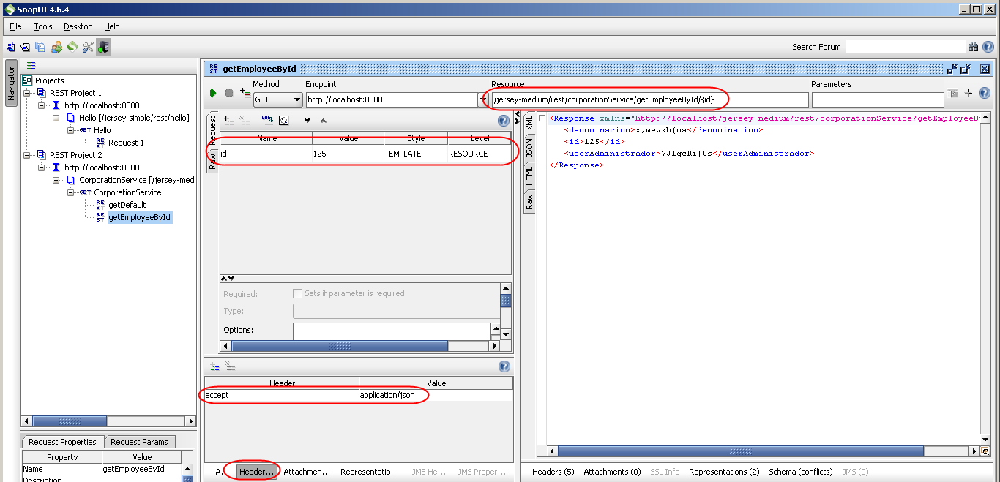 SoapUI 4.6.4
File Tools Desktop Help
Search Forum
Navigator
Projects
REST Project 1
http://localhost:8080
Hello [/jersey-simple/rest/hello]
GET Hello
REST Request 1
REST Project 2
http://localhost:8080
CorporationService [/jersey-medi
GET CorporationService
REST getDefault
REST getEmployeeById
Request Properties Request Params
Property Value
Name getEmployeeById
Description
REST getEmployeeById
Method Endpoint Resource Parameters
GET http://localhost:8080 /jersey-medium/rest/corporationService/getEmployeeById/{id}
Request
Raw
URL
Name Value Style Level
id 125 TEMPLATE RESOURCE
Required: Sets if parameter is required
Type:
Options:
Header Value
accept application/json
A... Header... Attachmen... Representatio... JMS He... JMS Proper...
XML
JSON
HTML
Raw
<Response xmlns="http://localhost/jersey-medium/rest/corporationService/getEmployeeB
<denominacion>x;wevxb{ma</denominacion>
<id>125</id>
<userAdministrador>7JIqcRi|Gs</userAdministrador>
</Response>
Headers (5) Attachments (0) SSL Info Representations (2) Schema (conflicts) JMS (0)